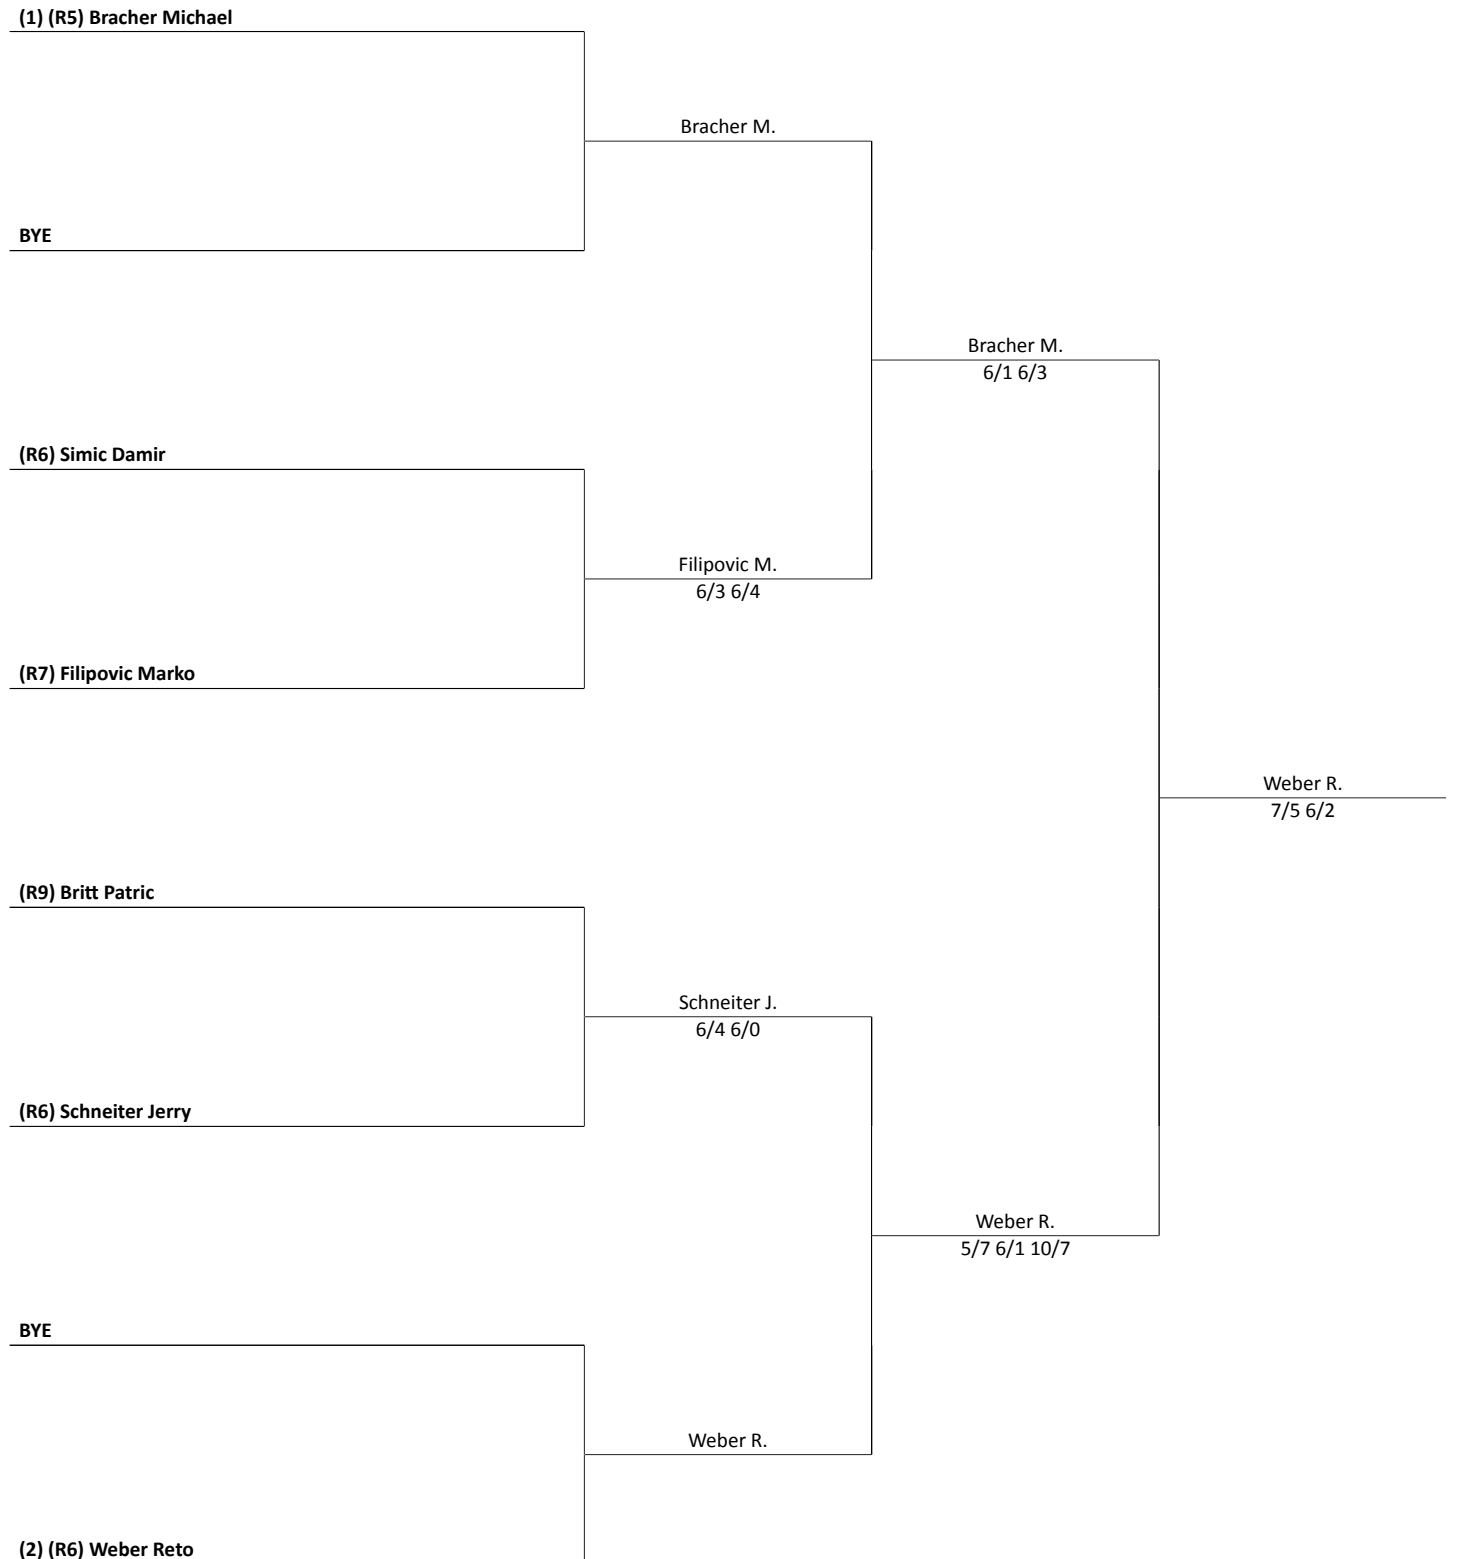 (1) (R5) Bracher Michael
Bracher M.
BYE
Bracher M.
6/1 6/3
(R6) Simic Damir
Filipovic M.
6/3 6/4
(R7) Filipovic Marko
Weber R.
7/5 6/2
(R9) Britt Patric
Schneiter J.
6/4 6/0
(R6) Schneiter Jerry
Weber R.
5/7 6/1 10/7
BYE
Weber R.
(2) (R6) Weber Reto